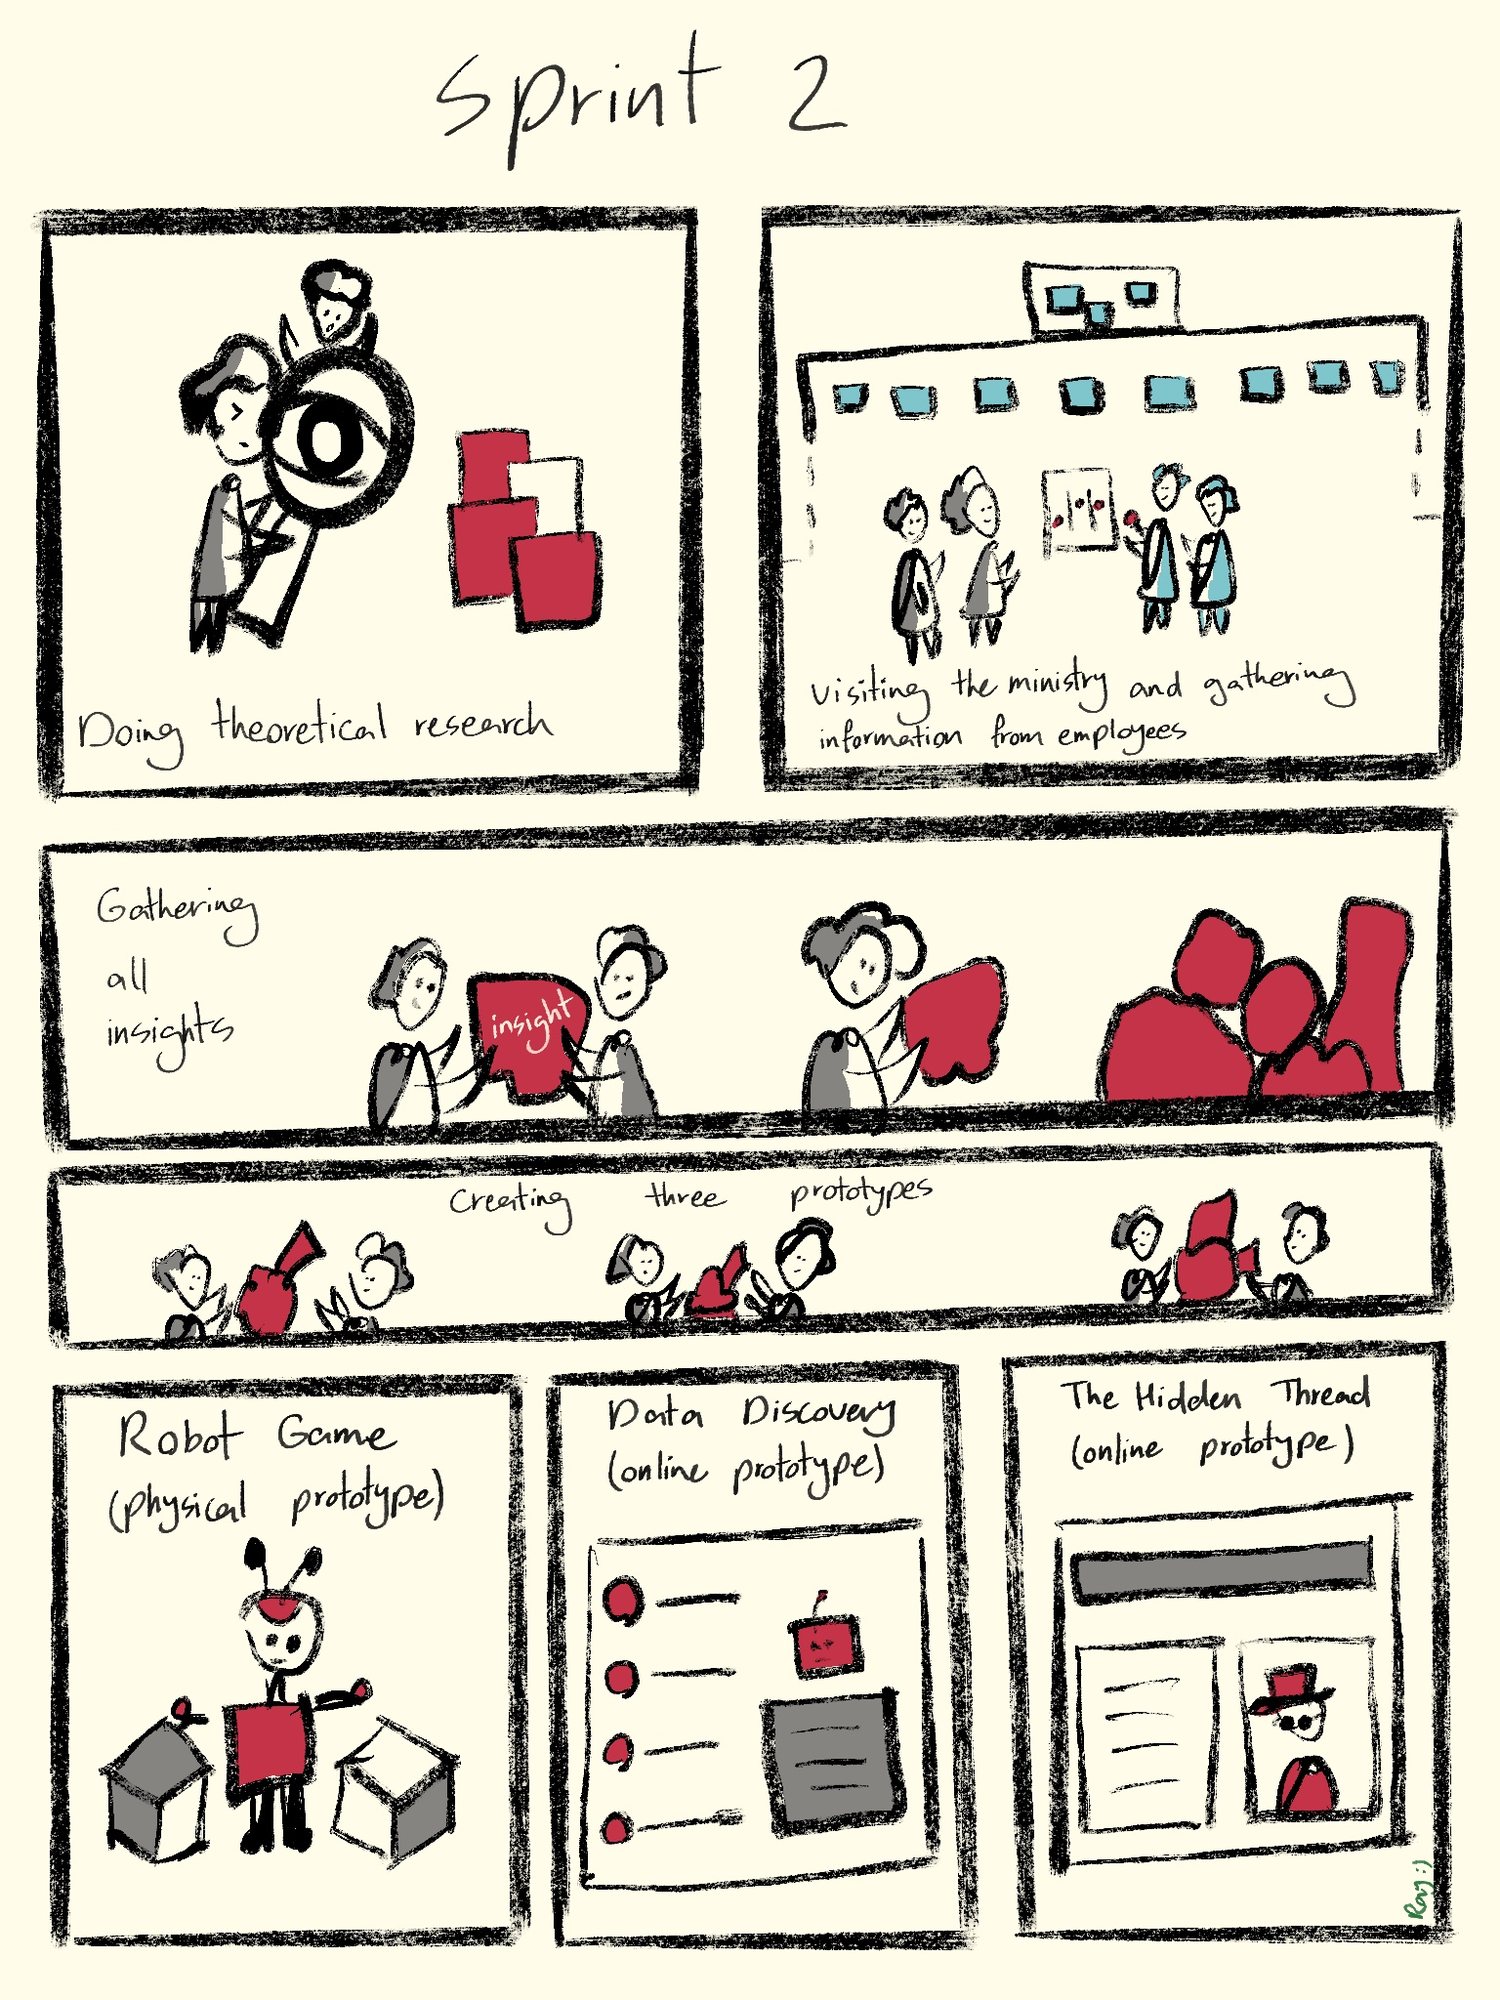 Sprint 2
Doing theoretical research
visiting the ministry and gathering
information from employees
Gathering
all
insights
insight
Creating three prototypes
Robot Game
(physical prototype)
Data Discovery
(online prototype)
The Hidden Thread
(online prototype)